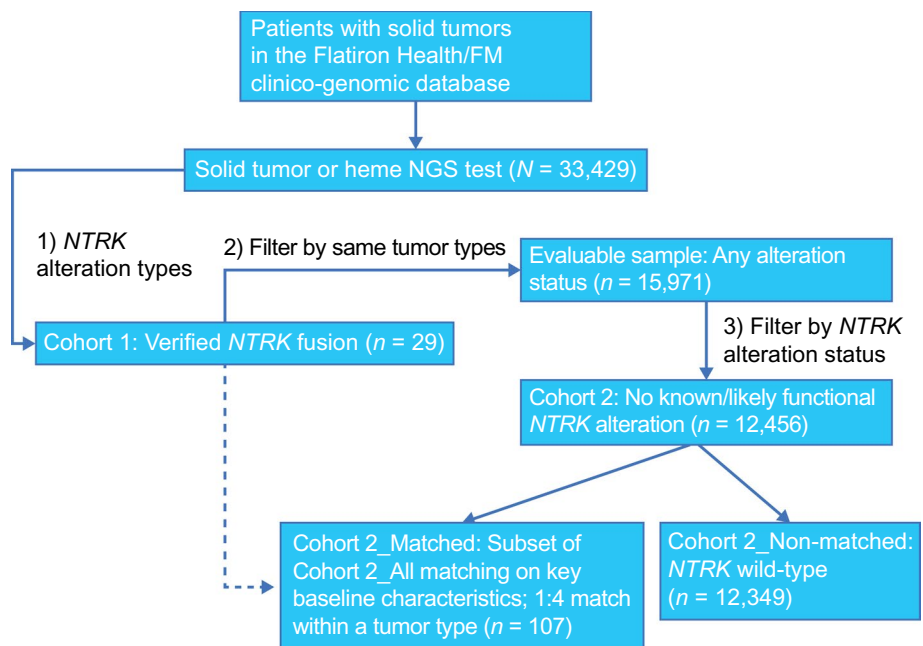 Patients with solid tumors
in the Flatiron Health/FM
clinico-genomic database
Solid tumor or heme NGS test (N = 33,429)
1) NTRK
alteration types
2) Filter by same tumor types
Evaluable sample: Any alteration
status (n = 15,971)
Cohort 1: Verified NTRK fusion (n = 29)
3) Filter by NTRK
alteration status
Cohort 2: No known/likely functional
NTRK alteration (n = 12,456)
Cohort 2_Matched: Subset of
Cohort 2_All matching on key
baseline characteristics; 1:4 match
within a tumor type (n = 107)
Cohort 2_Non-matched:
NTRK wild-type
(n = 12,349)